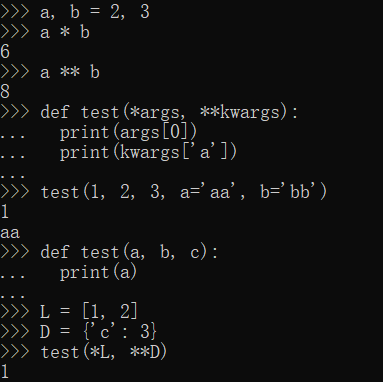 >>> a, b = 2, 3
>>> a * b
6
>>> a ** b
8
>>> def test(*args, **kwargs):
...   print(args[0])
...   print(kwargs['a'])
...
>>> test(1, 2, 3, a='aa', b='bb')
1
aa
>>> def test(a, b, c):
...   print(a)
...
>>> L = [1, 2]
>>> D = {'c': 3}
>>> test(*L, **D)
1